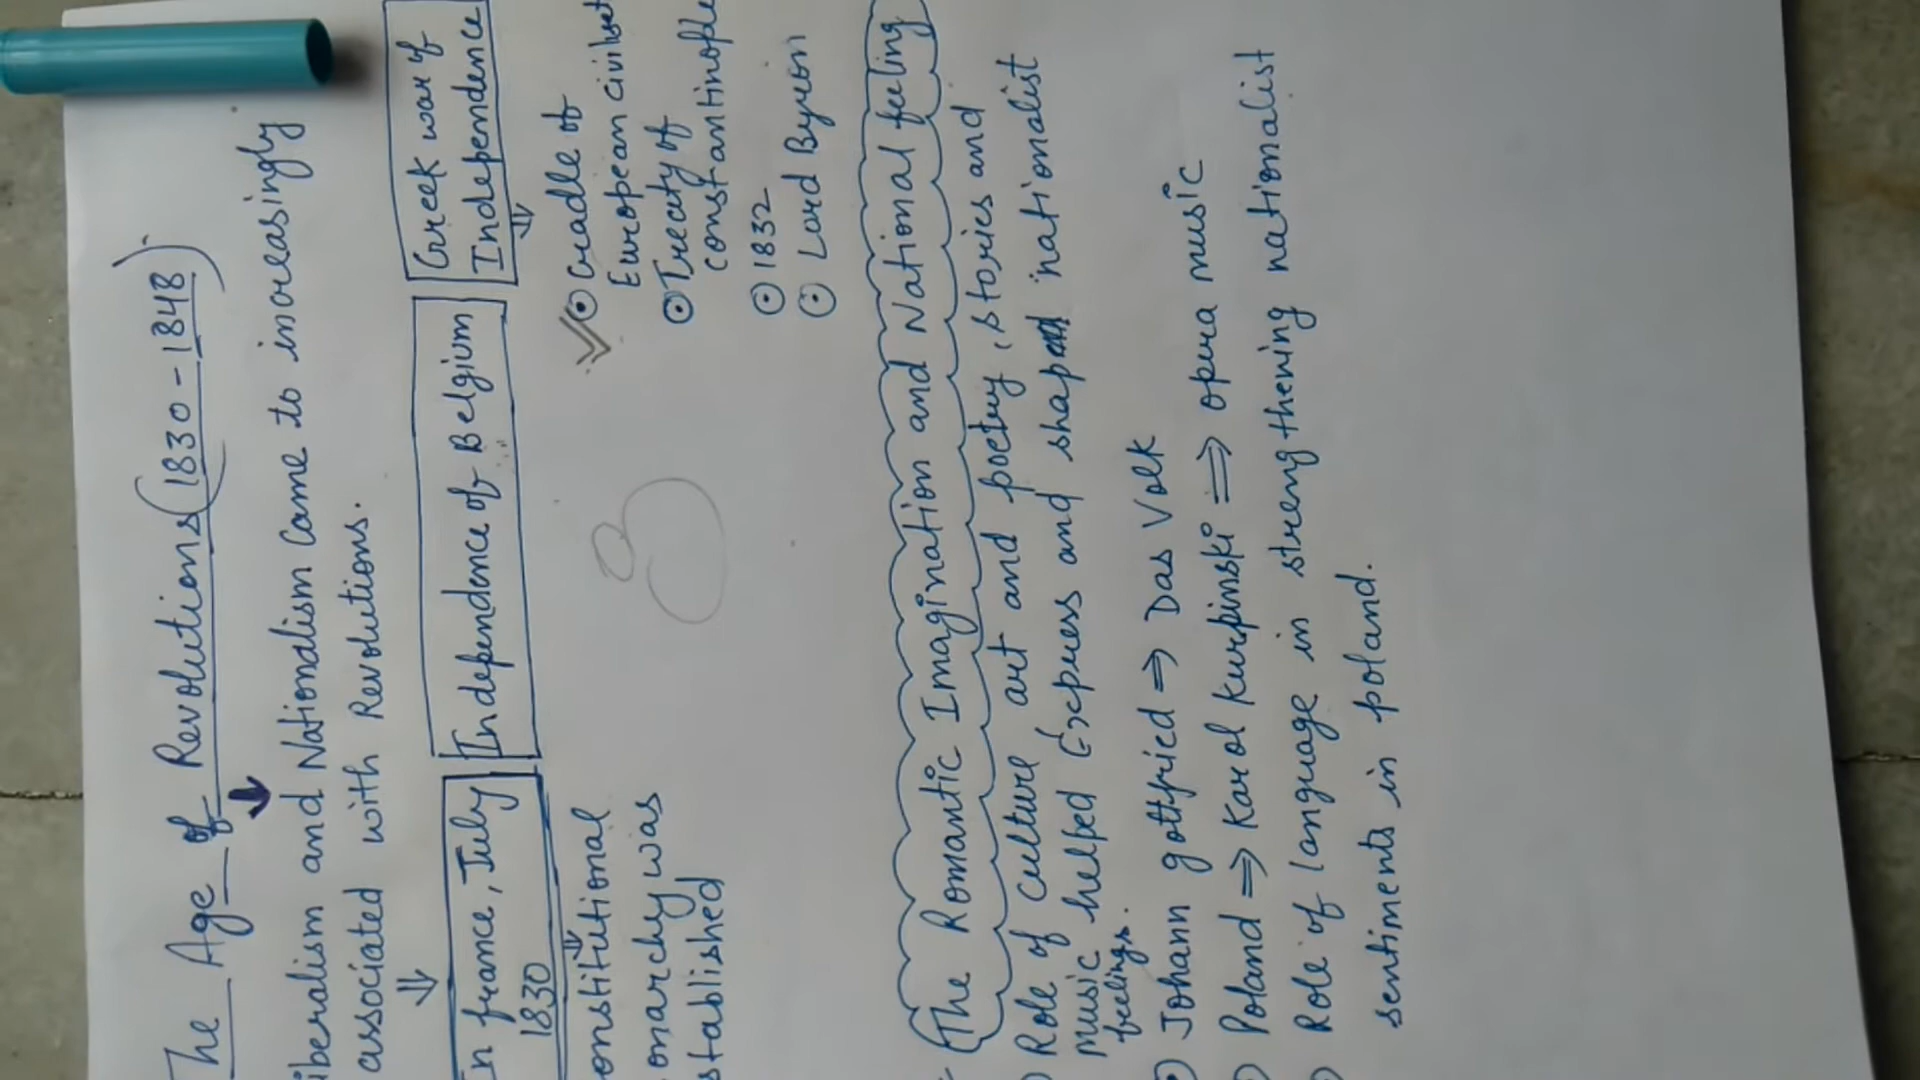 The Age of Revolutions (1830-1848)
iberalism and Nationalism Came to increasingly
associated with Revolutions.
n france, July
1830
Independence of Belgium
Greek war of
Independence
onstitutional
onarchy was
stablished
Cradle of
European civilizat
Treaty of
Constantinople
1832
Lord Byron
The Romantic Imagination and National feeling
Role of culture art and poetry, stories and
music helped Express and shaped nationalist
feelings.
Johann gottfried ⇒ Das Volk
Poland ⇒ Karol Kurpinski ⇒ opera music
Role of language in strengthening nationalist
sentiments in poland.